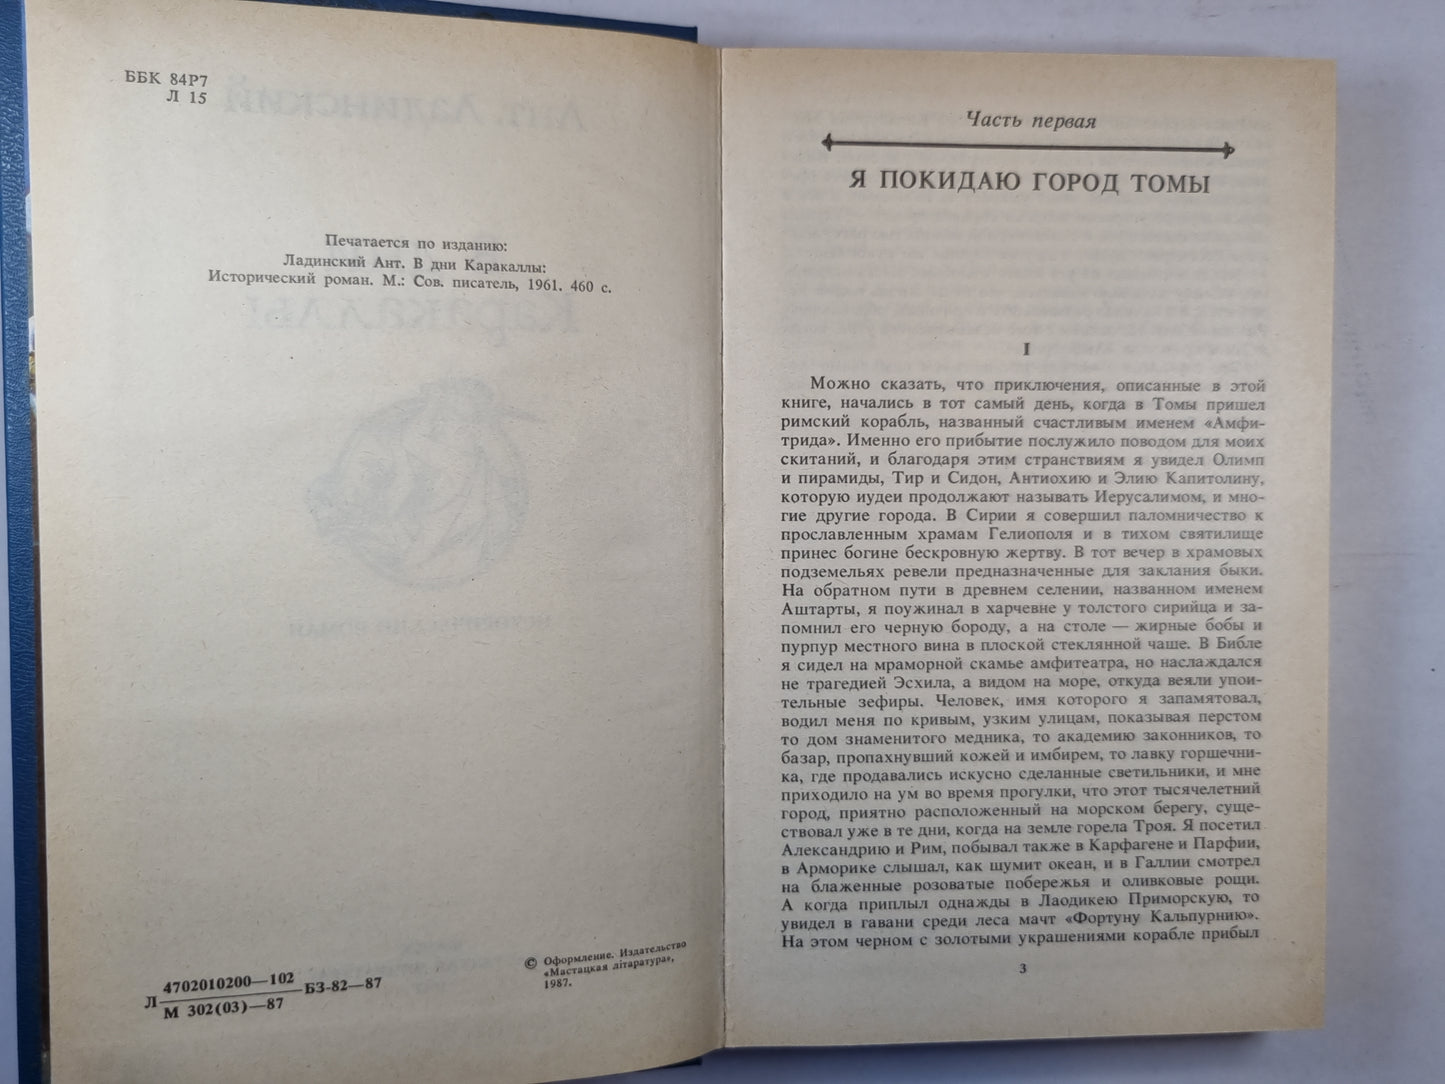 ББК 84Р7
Л 15
Печатается по изданию:
Ладинский Ант. В дни Каракаллы:
Исторический роман. М.: Сов. писатель, 1961. 460 с.
Л 4702010200—102 БЗ-82—87
М 302(03)—87
© Оформление. Издательство
«Мастацкая літаратура»,
1987.
Часть первая
Я ПОКИДАЮ ГОРОД ТОМЫ
I
Можно сказать, что приключения, описанные в этой
книге, начались в тот самый день, когда в Томы пришел
римский корабль, названный счастливым именем «Амфи-
трида». Именно его прибытие послужило поводом для моих
скитаний, и благодаря этим странствиям я увидел Олимп
и пирамиды, Тир и Сидон, Антиохию и Элию Капитолину,
которую иудеи продолжают называть Иерусалимом, и мно-
гие другие города. В Сирии я совершил паломничество к
прославленным храмам Гелиополя и в тихом святилище
принес богине бескровную жертву. В тот вечер в храмовых
подземельях ревели предназначенные для заклания быки.
На обратном пути в древнем селении, названном именем
Аштарты, я поужинал в харчевне у толстого сирийца и за-
помнил его черную бороду, а на столе — жирные бобы и
пурпур местного вина в плоской стеклянной чаше. В Библе
я сидел на мраморной скамье амфитеатра, но наслаждался
не трагедией Эсхила, а видом на море, откуда веяли упои-
тельные зефиры. Человек, имя которого я запамятовал,
водил меня по кривым, узким улицам, показывая перстом
то дом знаменитого медника, то академию законников, то
базар, пропахнувший кожей и имбирем, то лавку горшечни-
ка, где продавались искусно сделанные светильники, и мне
приходило на ум во время прогулки, что этот тысячелетний
город, приятно расположенный на морском берегу, суще-
ствовал уже в те дни, когда на земле горела Троя. Я посетил
Александрию и Рим, побывал также в Карфагене и Парфии,
в Арморике слышал, как шумит океан, и в Галлии смотрел
на блаженные розоватые побережья и оливковые рощи.
А когда приплыл однажды в Лаодикею Приморскую, то
увидел в гавани среди леса мачт «Фортуну Кальпурнию».
На этом черном с золотыми украшениями корабле прибыл
3